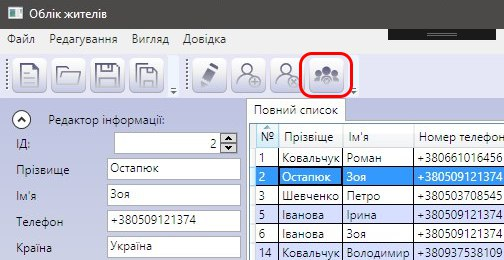 Облік жителів
Файл Редагування Вигляд Довідка
Редактор інформації:
ІД: 2
Прізвище Остапюк
Ім'я Зоя
Телефон +380509121374
Країна Україна
Повний список
№ Прізвище Ім'я Номер телефон
1 Ковальчук Роман +380661016456
2 Остапюк Зоя +380509121374
3 Шевченко Петро +380503708545
5 Іванова Ірина +380509121374
6 Іванова Зоя +380509121374
14 Ковальчук Володимир +380937538109